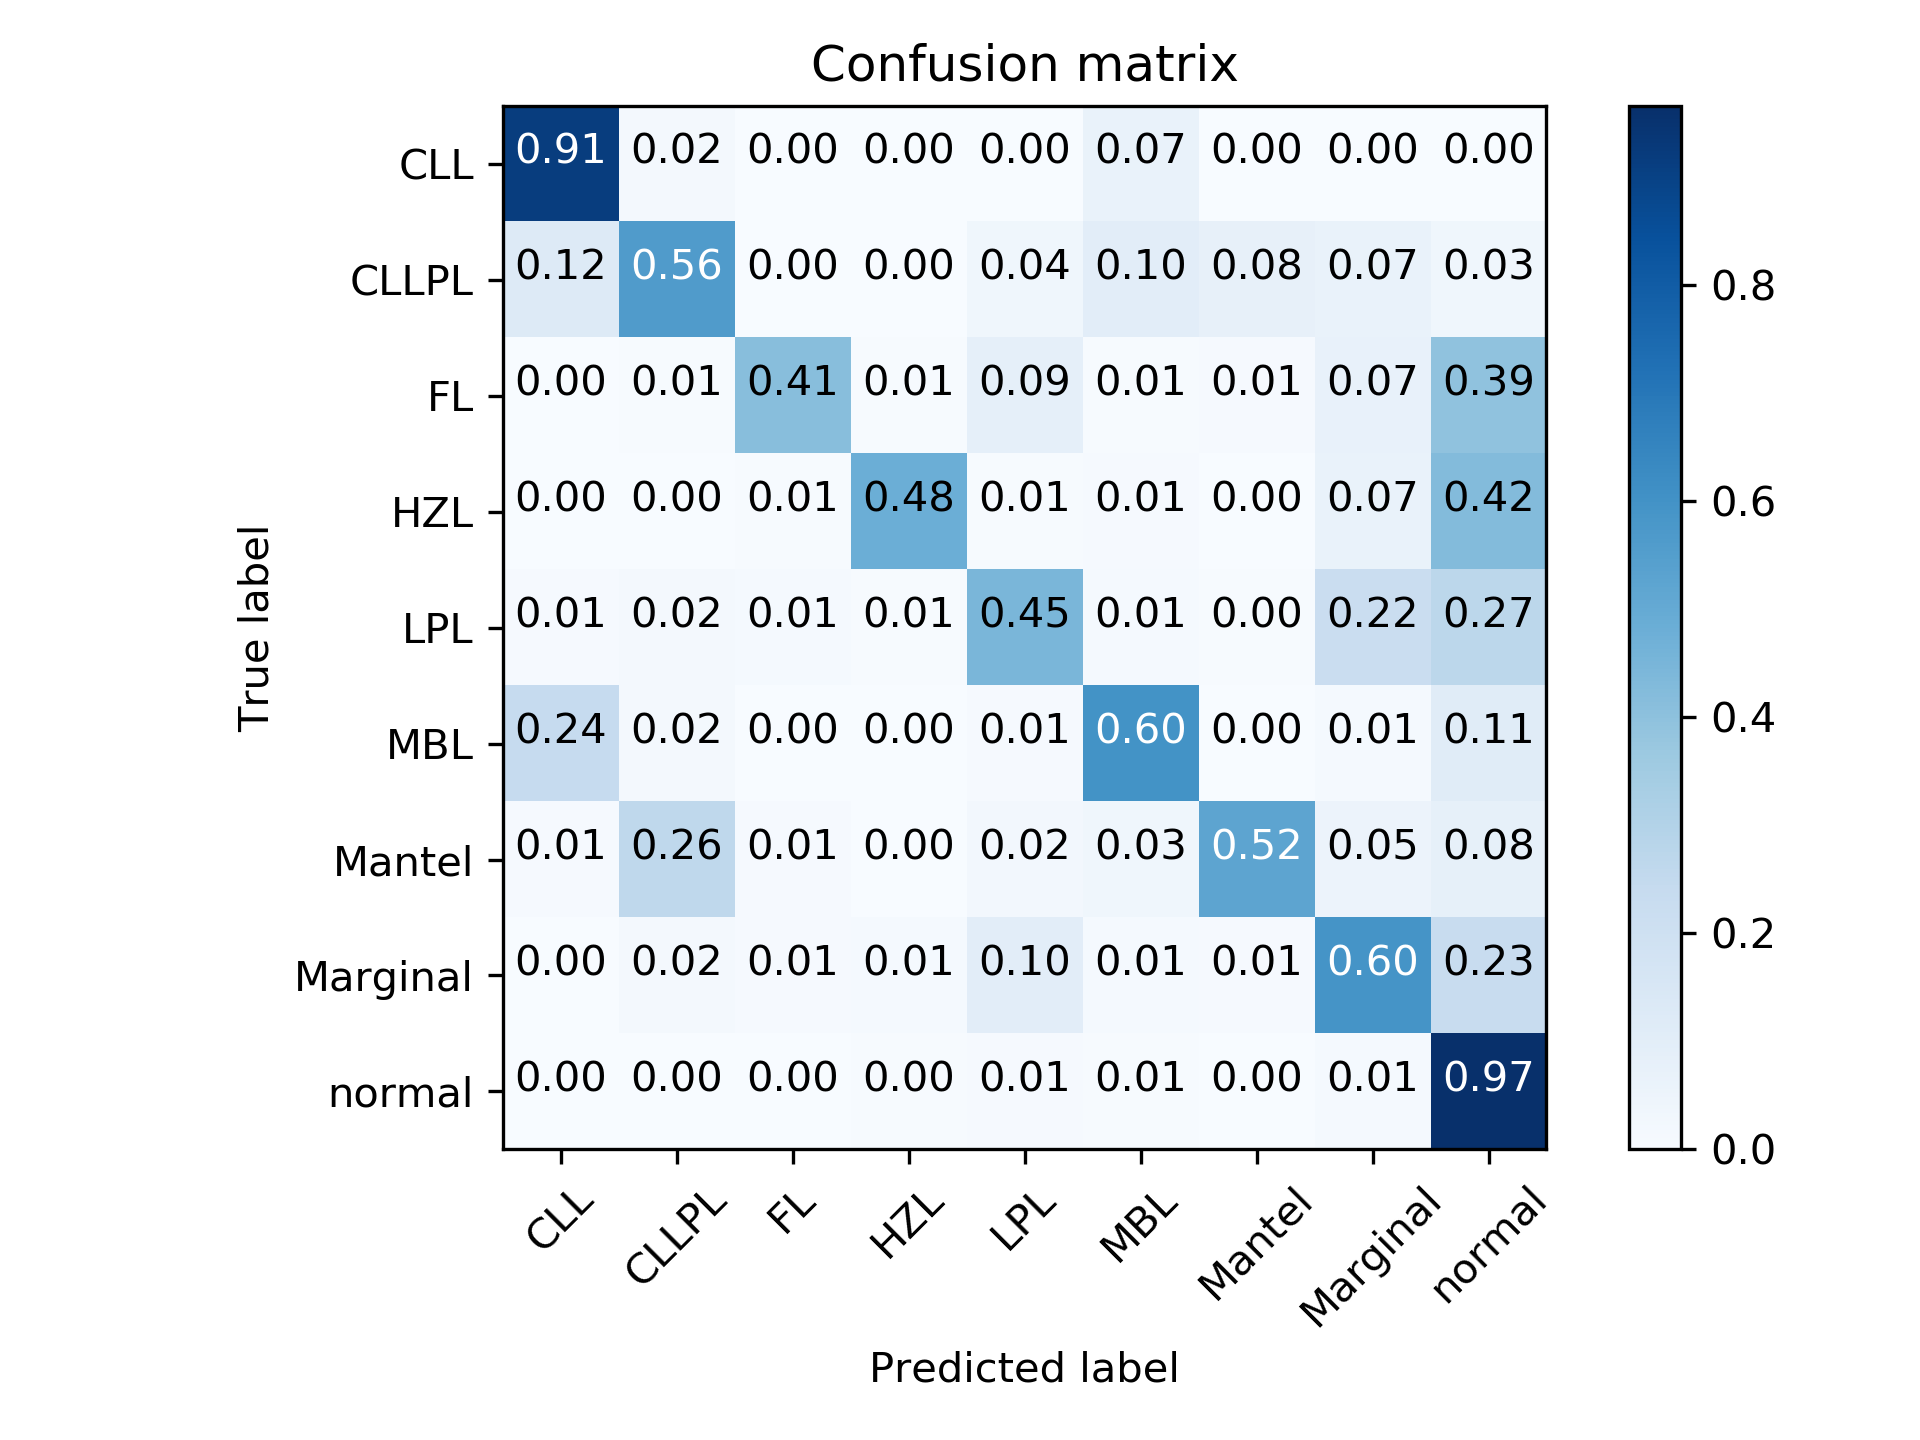 Confusion matrix
CLL 0.91 0.02 0.00 0.00 0.00 0.07 0.00 0.00 0.00
CLLPL 0.12 0.56 0.00 0.00 0.04 0.10 0.08 0.07 0.03
FL 0.00 0.01 0.41 0.01 0.09 0.01 0.01 0.07 0.39
HZL 0.00 0.00 0.01 0.48 0.01 0.01 0.00 0.07 0.42
LPL 0.01 0.02 0.01 0.01 0.45 0.01 0.00 0.22 0.27
MBL 0.24 0.02 0.00 0.00 0.01 0.60 0.00 0.01 0.11
Mantel 0.01 0.26 0.01 0.00 0.02 0.03 0.52 0.05 0.08
Marginal 0.00 0.02 0.01 0.01 0.10 0.01 0.01 0.60 0.23
normal 0.00 0.00 0.00 0.00 0.01 0.01 0.00 0.01 0.97
CLL CLLPL FL HZL LPL MBL Mantel Marginal normal
True label
Predicted label
0.8
0.6
0.4
0.2
0.0